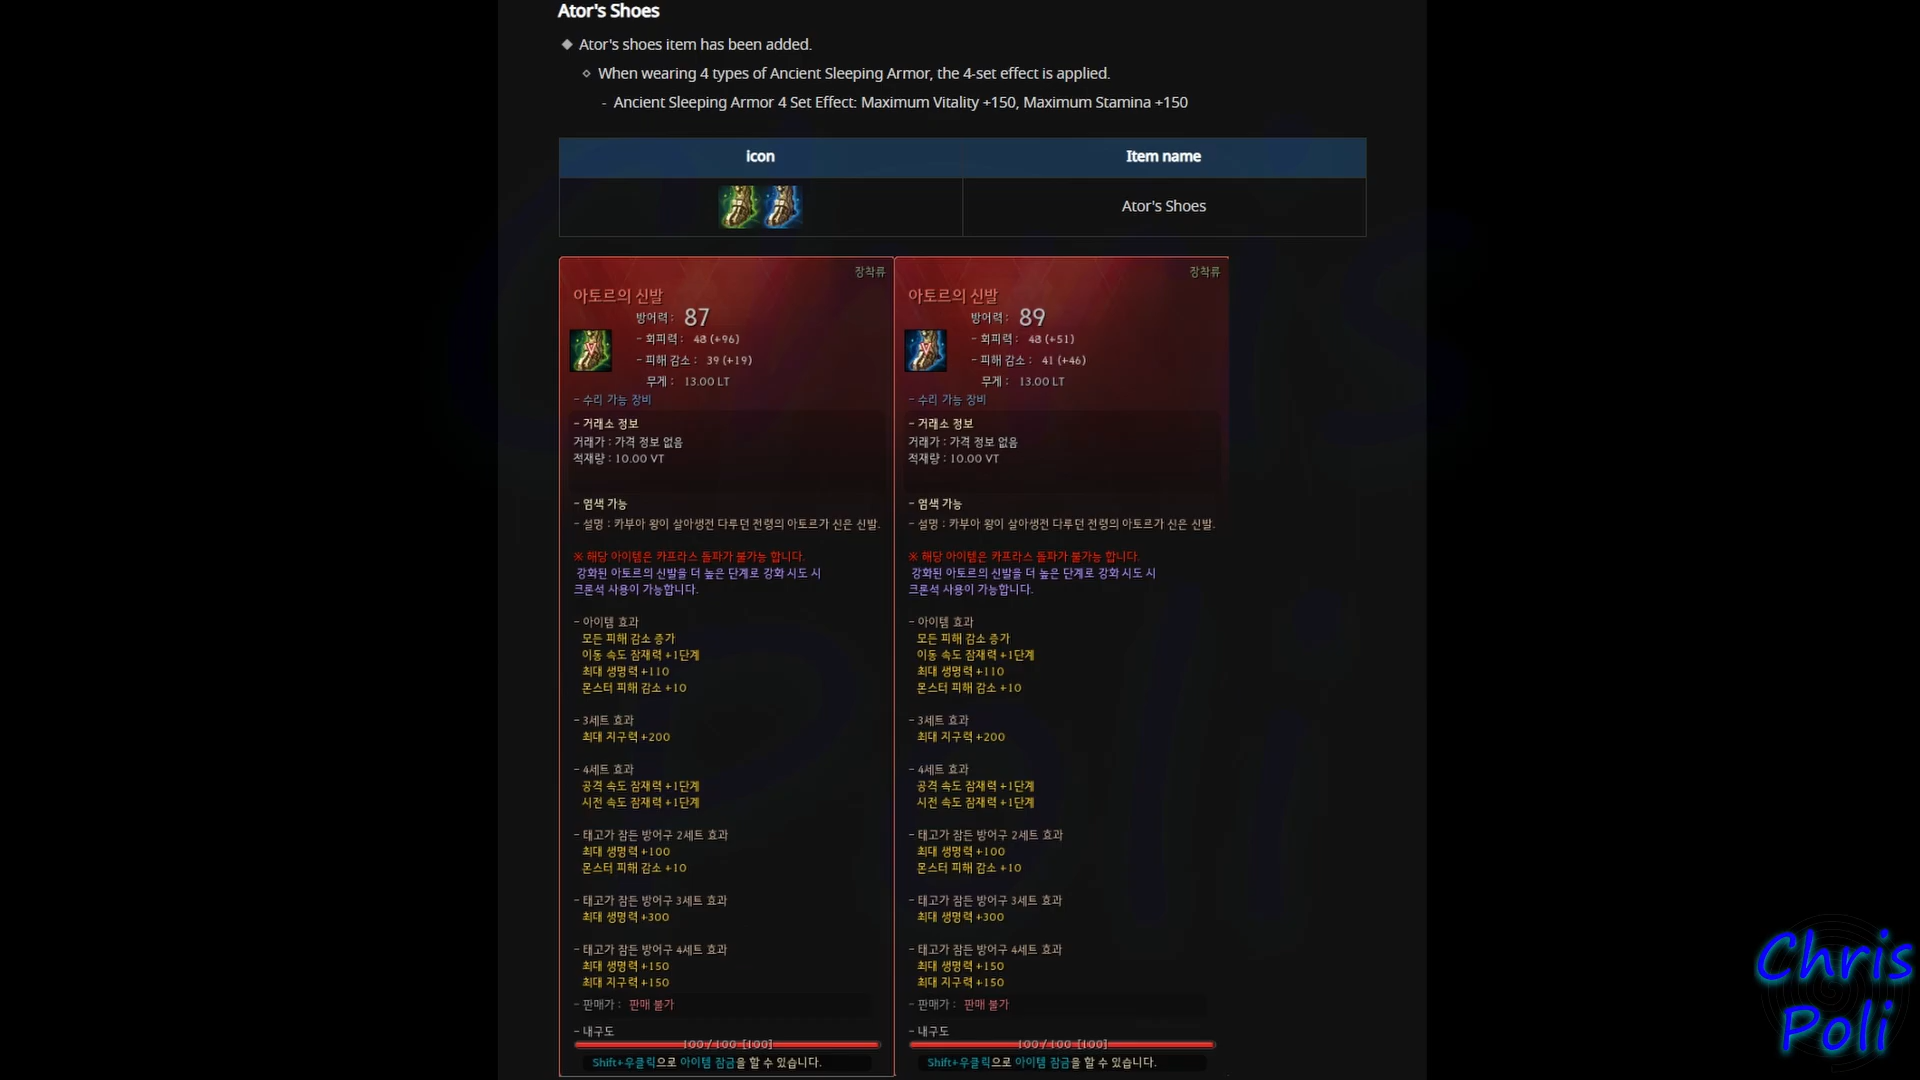 Ator's Shoes
◆ Ator's shoes item has been added.
◇ When wearing 4 types of Ancient Sleeping Armor, the 4-set effect is applied.
- Ancient Sleeping Armor 4 Set Effect: Maximum Vitality +150, Maximum Stamina +150
icon Item name
Ator's Shoes
장착류
아토르의 신발
방어력 : 87
- 회피력 : 48 (+96)
- 피해 감소 : 39 (+19)
무게 : 13.00 LT
- 수리 가능 장비
- 거래소 정보
거래가 : 가격 정보 없음
적재량 : 10.00 VT
- 염색 가능
- 설명 : 카부아 왕이 살아생전 다루던 전령의 아토르가 신은 신발.
※ 해당 아이템은 카프라스 돌파가 불가능 합니다.
강화된 아토르의 신발을 더 높은 단계로 강화 시도 시
크론석 사용이 가능합니다.
- 아이템 효과
모든 피해 감소 증가
이동 속도 잠재력 +1단계
최대 생명력 +110
몬스터 피해 감소 +10
- 3세트 효과
최대 지구력 +200
- 4세트 효과
공격 속도 잠재력 +1단계
시전 속도 잠재력 +1단계
- 태고가 잠든 방어구 2세트 효과
최대 생명력 +100
몬스터 피해 감소 +10
- 태고가 잠든 방어구 3세트 효과
최대 생명력 +300
- 태고가 잠든 방어구 4세트 효과
최대 생명력 +150
최대 지구력 +150
- 판매가 : 판매 불가
- 내구도
100 / 100 [100]
Shift+우클릭으로 아이템 잠금을 할 수 있습니다.
장착류
아토르의 신발
방어력 : 89
- 회피력 : 48 (+51)
- 피해 감소 : 41 (+46)
무게 : 13.00 LT
- 수리 가능 장비
- 거래소 정보
거래가 : 가격 정보 없음
적재량 : 10.00 VT
- 염색 가능
- 설명 : 카부아 왕이 살아생전 다루던 전령의 아토르가 신은 신발.
※ 해당 아이템은 카프라스 돌파가 불가능 합니다.
강화된 아토르의 신발을 더 높은 단계로 강화 시도 시
크론석 사용이 가능합니다.
- 아이템 효과
모든 피해 감소 증가
이동 속도 잠재력 +1단계
최대 생명력 +110
몬스터 피해 감소 +10
- 3세트 효과
최대 지구력 +200
- 4세트 효과
공격 속도 잠재력 +1단계
시전 속도 잠재력 +1단계
- 태고가 잠든 방어구 2세트 효과
최대 생명력 +100
몬스터 피해 감소 +10
- 태고가 잠든 방어구 3세트 효과
최대 생명력 +300
- 태고가 잠든 방어구 4세트 효과
최대 생명력 +150
최대 지구력 +150
- 판매가 : 판매 불가
- 내구도
100 / 100 [100]
Shift+우클릭으로 아이템 잠금을 할 수 있습니다.
Chris
Poli